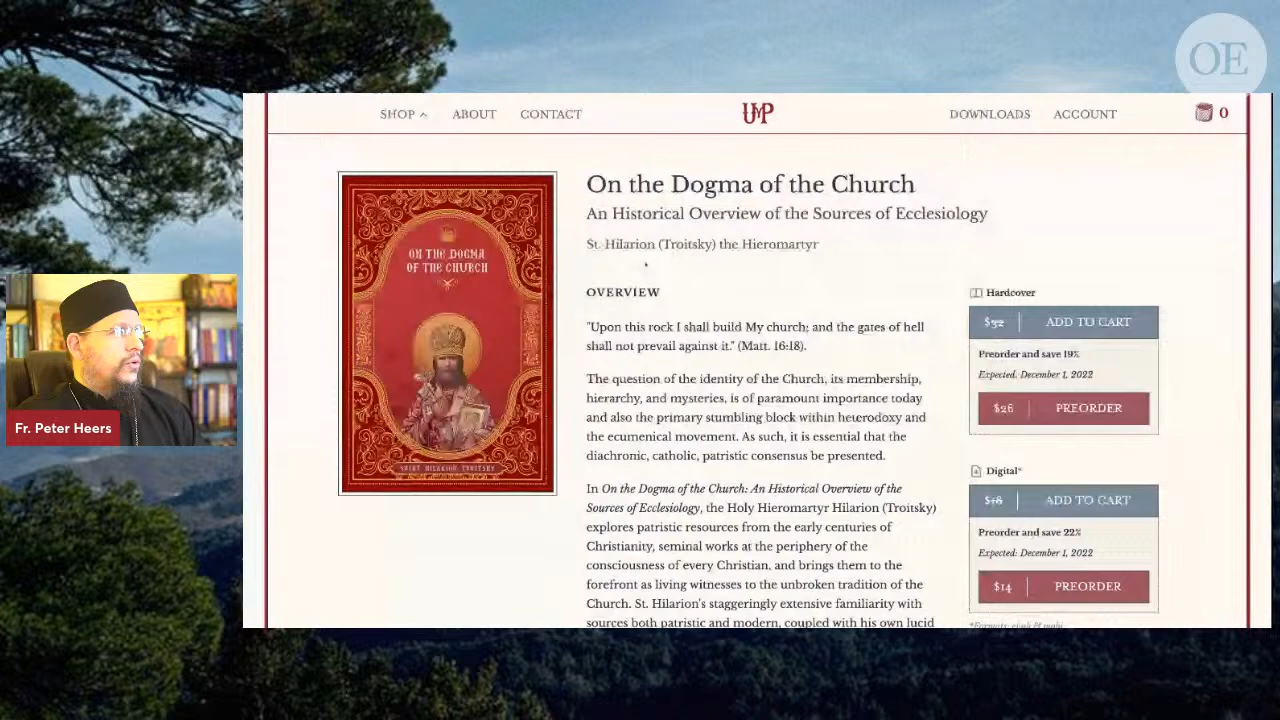 OE
SHOP
ABOUT
CONTACT
UMP
DOWNLOADS
ACCOUNT
0
ON THE DOGMA
OF THE CHURCH
SAINT HILARION TROITSKY
On the Dogma of the Church
An Historical Overview of the Sources of Ecclesiology
St. Hilarion (Troitsky) the Hieromartyr
OVERVIEW
"Upon this rock I shall build My church; and the gates of hell
shall not prevail against it." (Matt. 16:18).
The question of the identity of the Church, its membership,
hierarchy, and mysteries, is of paramount importance today
and also the primary stumbling block within heterodoxy and
the ecumenical movement. As such, it is essential that the
diachronic, catholic, patristic consensus be presented.
In On the Dogma of the Church: An Historical Overview of the
Sources of Ecclesiology, the Holy Hieromartyr Hilarion (Troitsky)
explores patristic resources from the early centuries of
Christianity, seminal works at the periphery of the
consciousness of every Christian, and brings them to the
forefront as living witnesses to the unbroken tradition of the
Church. St. Hilarion's staggeringly extensive familiarity with
sources both patristic and modern, coupled with his own lucid
Hardcover
$32 ADD TO CART
Preorder and save 19%
Expected: December 1, 2022
$26 PREORDER
Digital*
$18 ADD TO CART
Preorder and save 22%
Expected: December 1, 2022
$14 PREORDER
*Formats: epub & mobi
Fr. Peter Heers